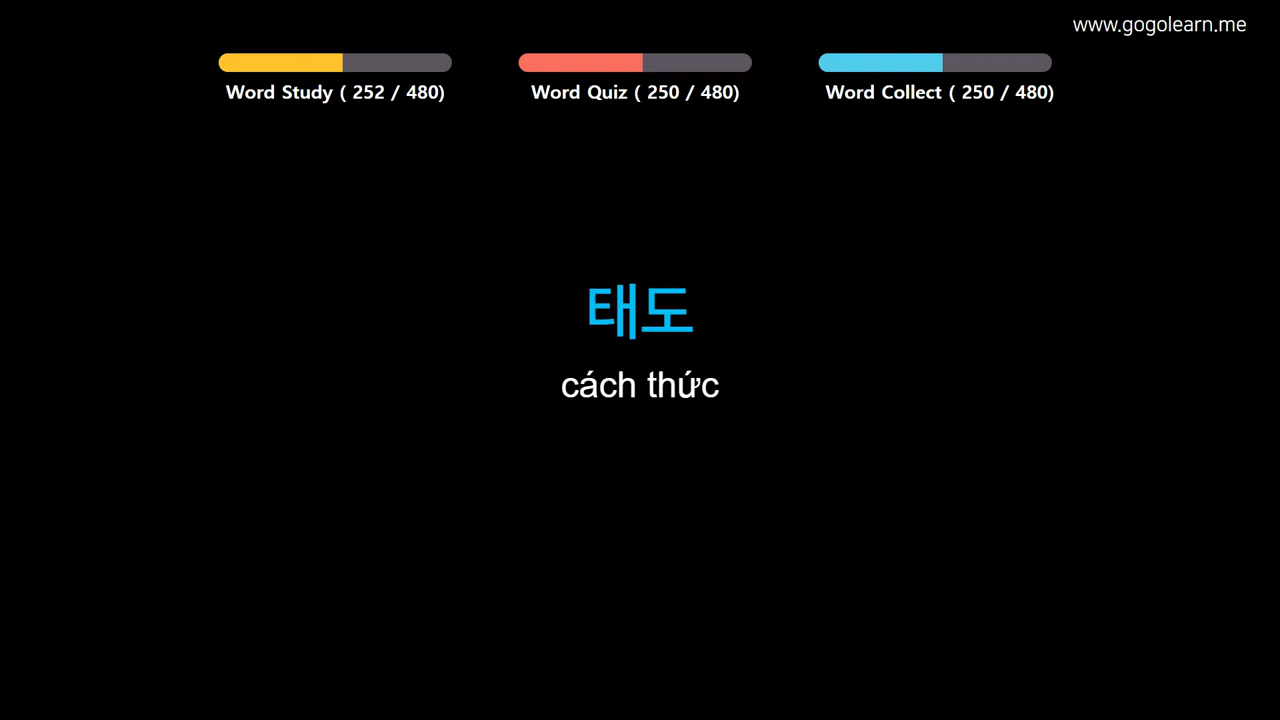 www.gogolearn.me
Word Study ( 252 / 480)
Word Quiz ( 250 / 480)
Word Collect ( 250 / 480)
태도
cách thức